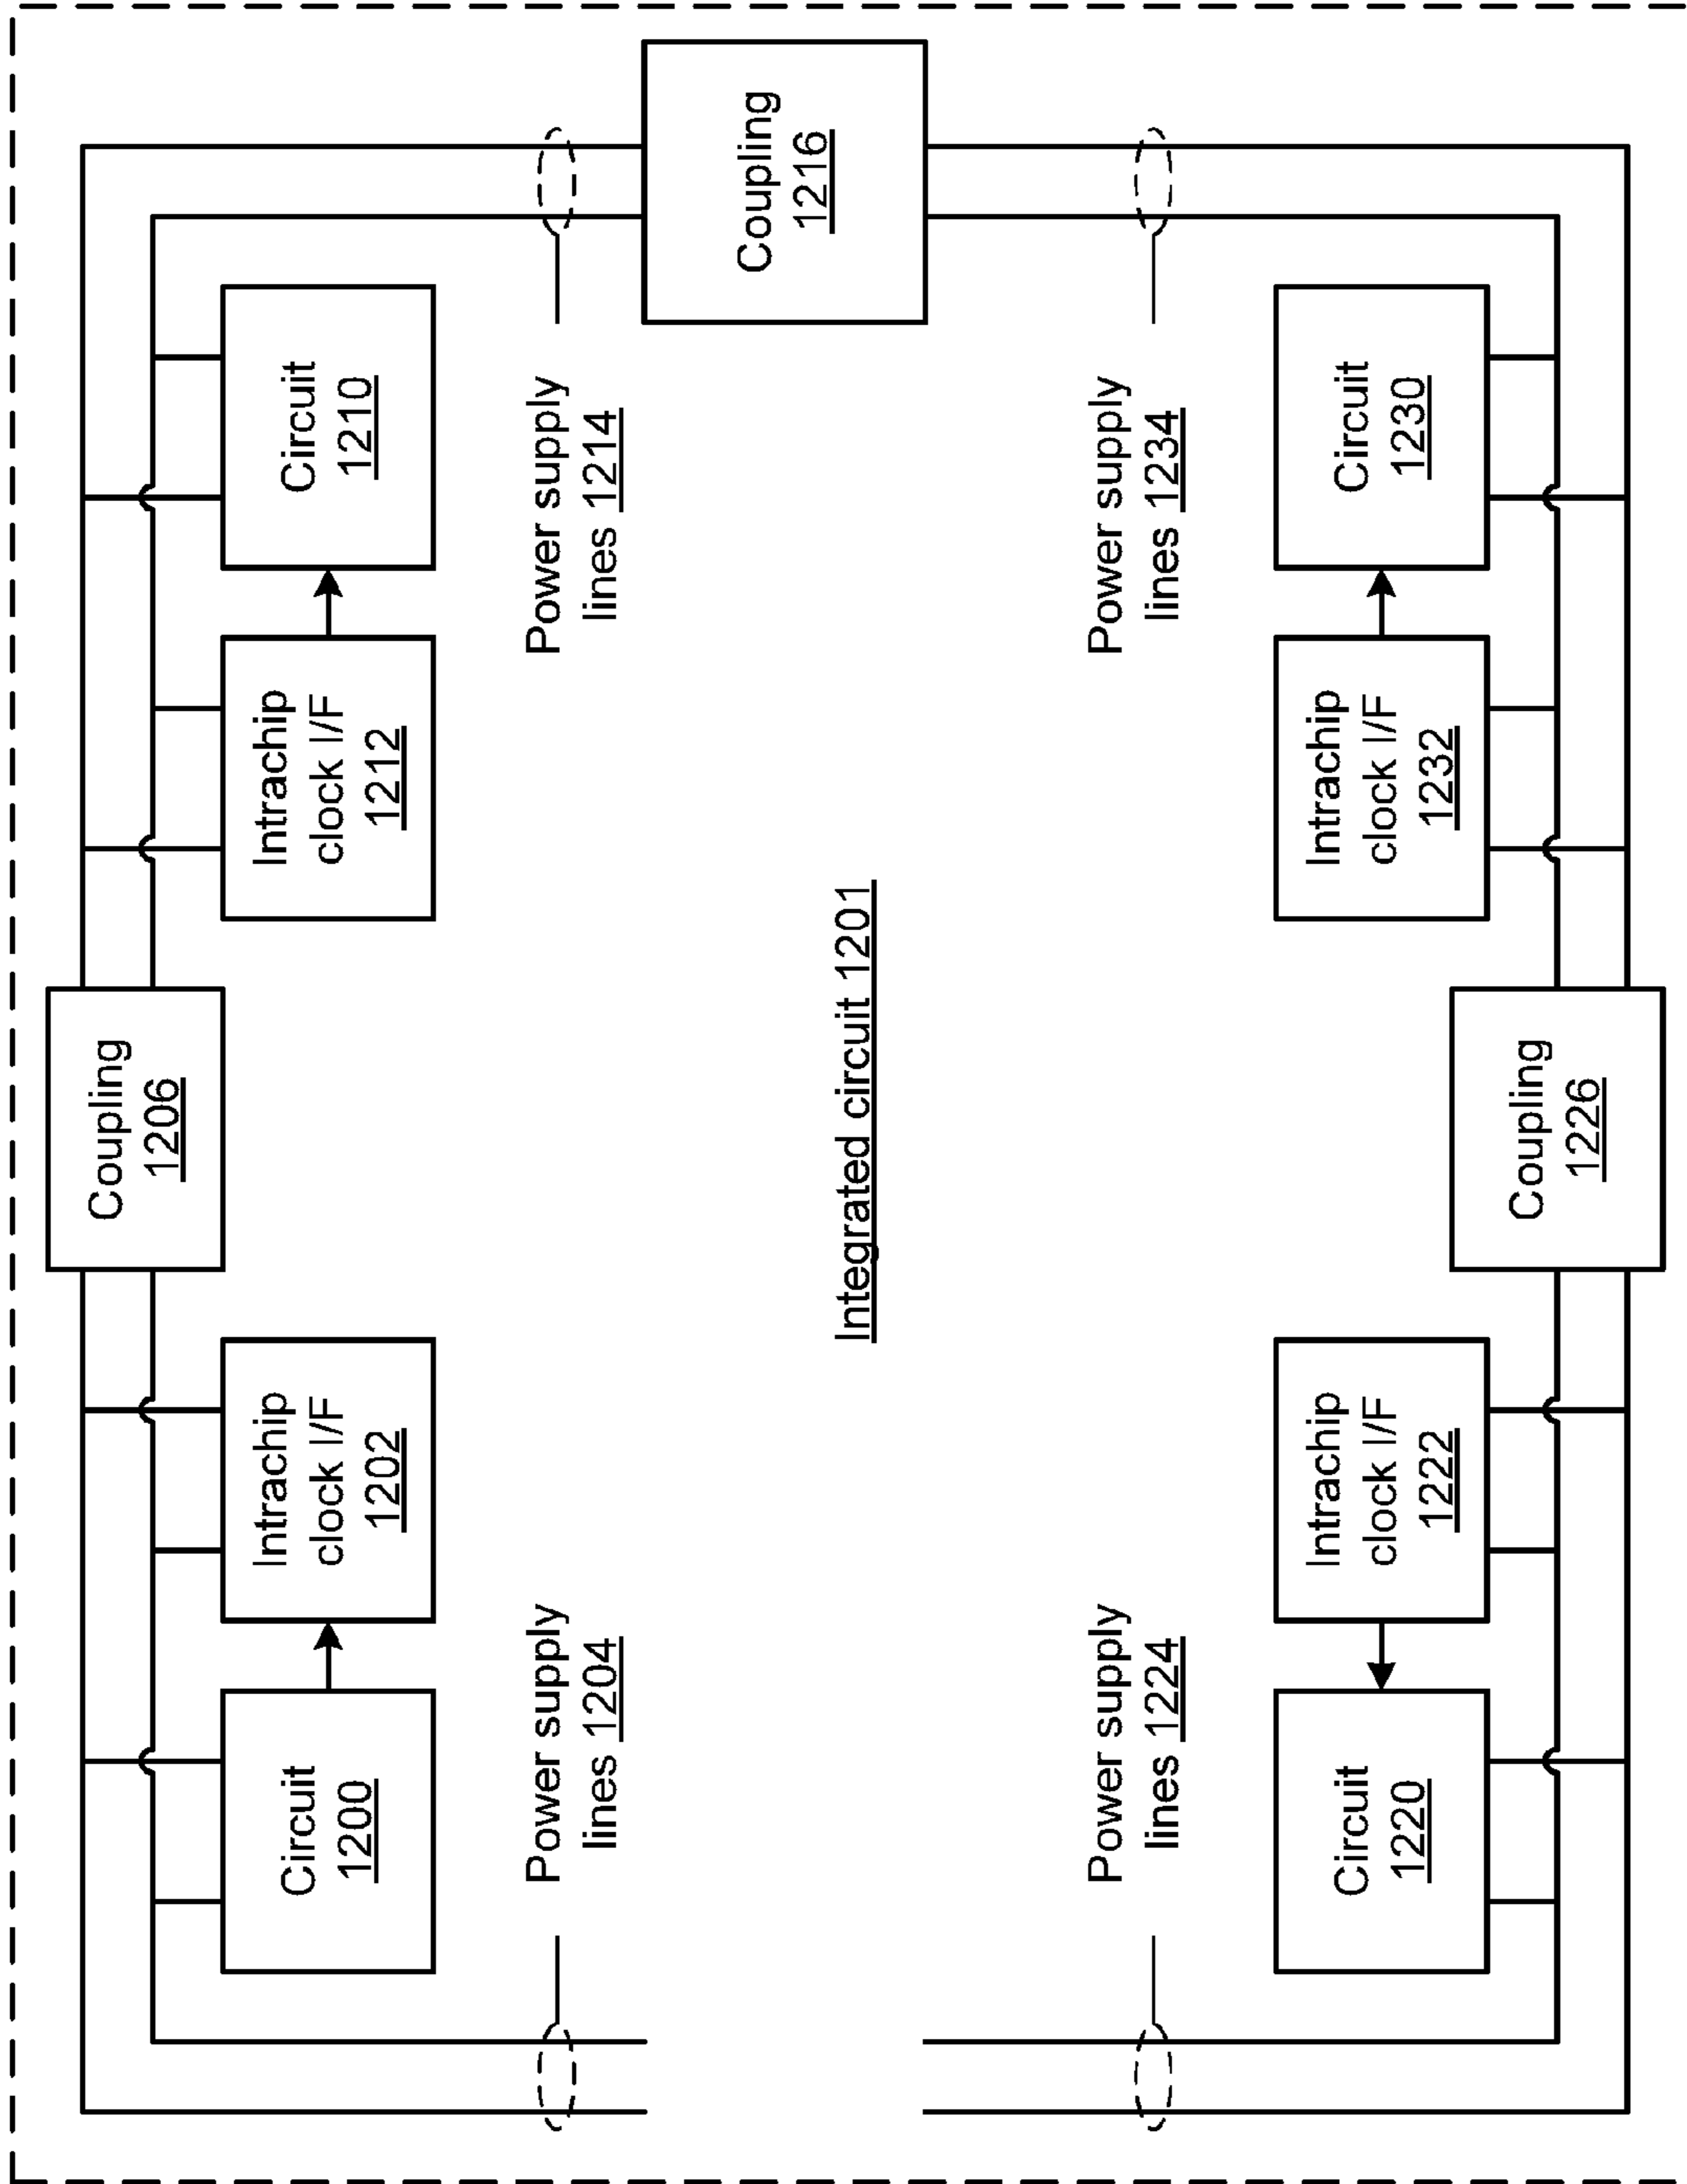 Circuit
1200
Intrachip
clock I/F
1202
Coupling
1206
Intrachip
clock I/F
1212
Circuit
1210
Power supply
lines 1204
Power supply
lines 1214
Integrated circuit 1201
Coupling
1216
Power supply
lines 1224
Power supply
lines 1234
Circuit
1220
Intrachip
clock I/F
1222
Coupling
1226
Intrachip
clock I/F
1232
Circuit
1230